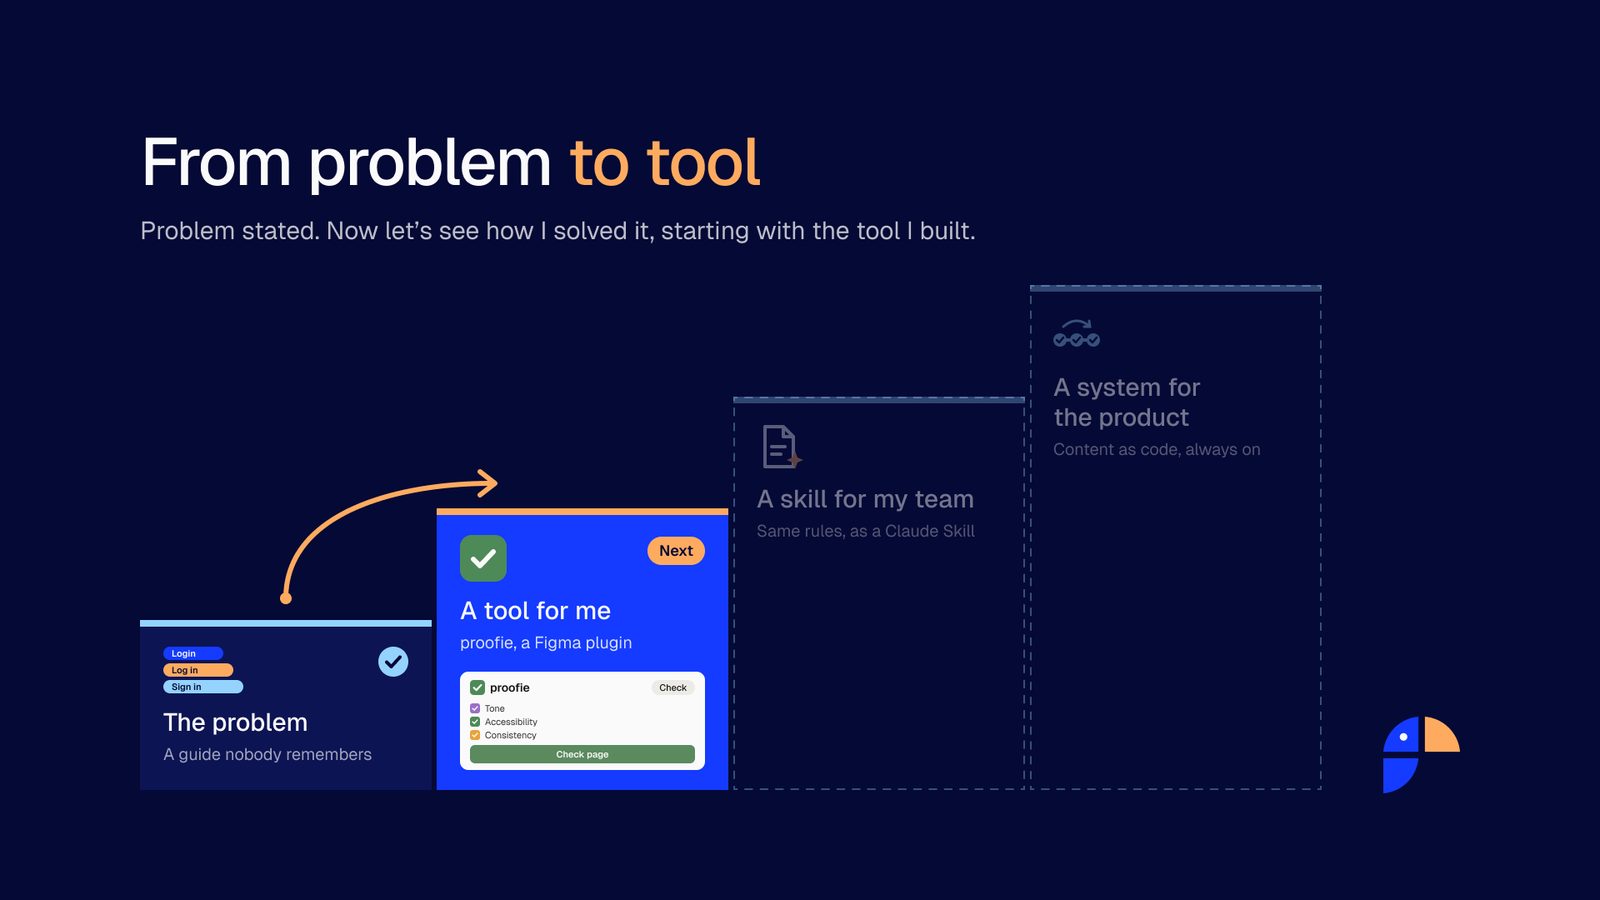 From problem to tool
Problem stated. Now let’s see how I solved it, starting with the tool I built.
Login
Log in
Sign in
The problem
A guide nobody remembers
Next
A tool for me
proofie, a Figma plugin
proofie
Check
Tone
Accessibility
Consistency
Check page
A skill for my team
Same rules, as a Claude Skill
A system for
the product
Content as code, always on